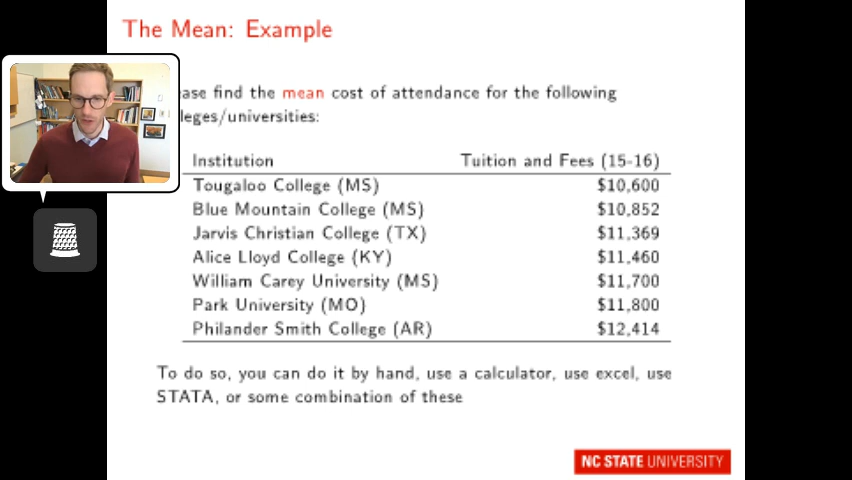 The Mean: Example
ease find the mean cost of attendance for the following
leges/universities:
Institution Tuition and Fees (15-16)
Tougaloo College (MS) $10,600
Blue Mountain College (MS) $10,852
Jarvis Christian College (TX) $11,369
Alice Lloyd College (KY) $11,460
William Carey University (MS) $11,700
Park University (MO) $11,800
Philander Smith College (AR) $12,414
To do so, you can do it by hand, use a calculator, use excel, use
STATA, or some combination of these
NC STATE UNIVERSITY